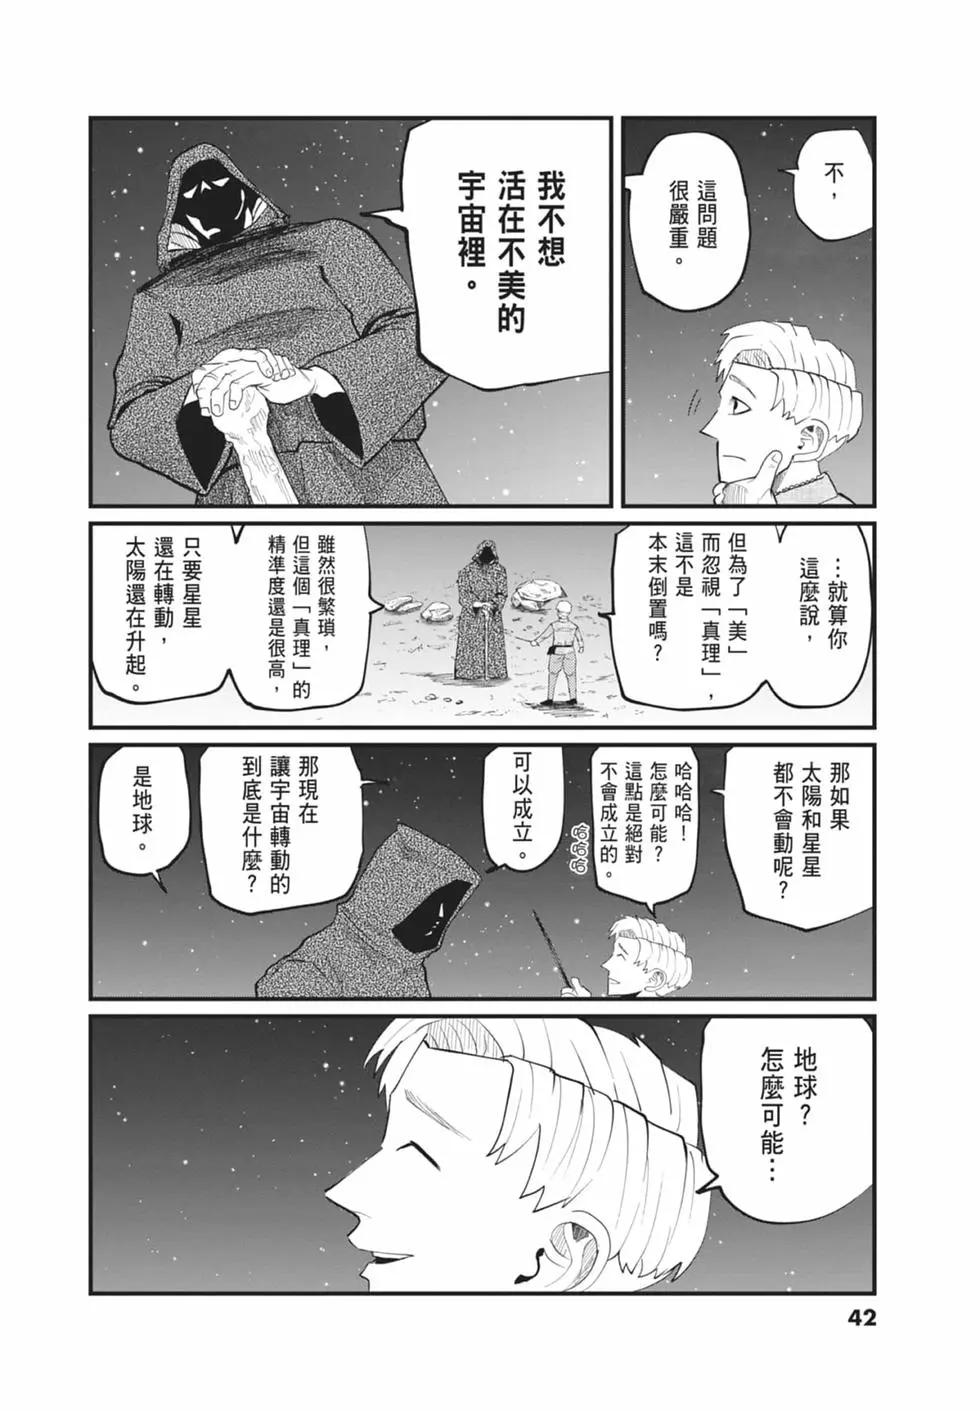 不，
這問題
很嚴重。
我不想
活在不美的
宇宙裡。
…就算你
這麼說，
但為了「美」
而忽視「真理」，
這不是
本末倒置嗎？
雖然很繁瑣，
但這個「真理」的
精準度還是很高，
只要星星
還在轉動，
太陽還在升起。
那如果
太陽和星星
都不會動呢？
哈哈哈！
怎麼可能？
這點是絕對
不會成立的。
哈哈哈
可以成立。
那現在
讓宇宙轉動的
到底是什麼？
是地球。
地球？
怎麼可能…
42